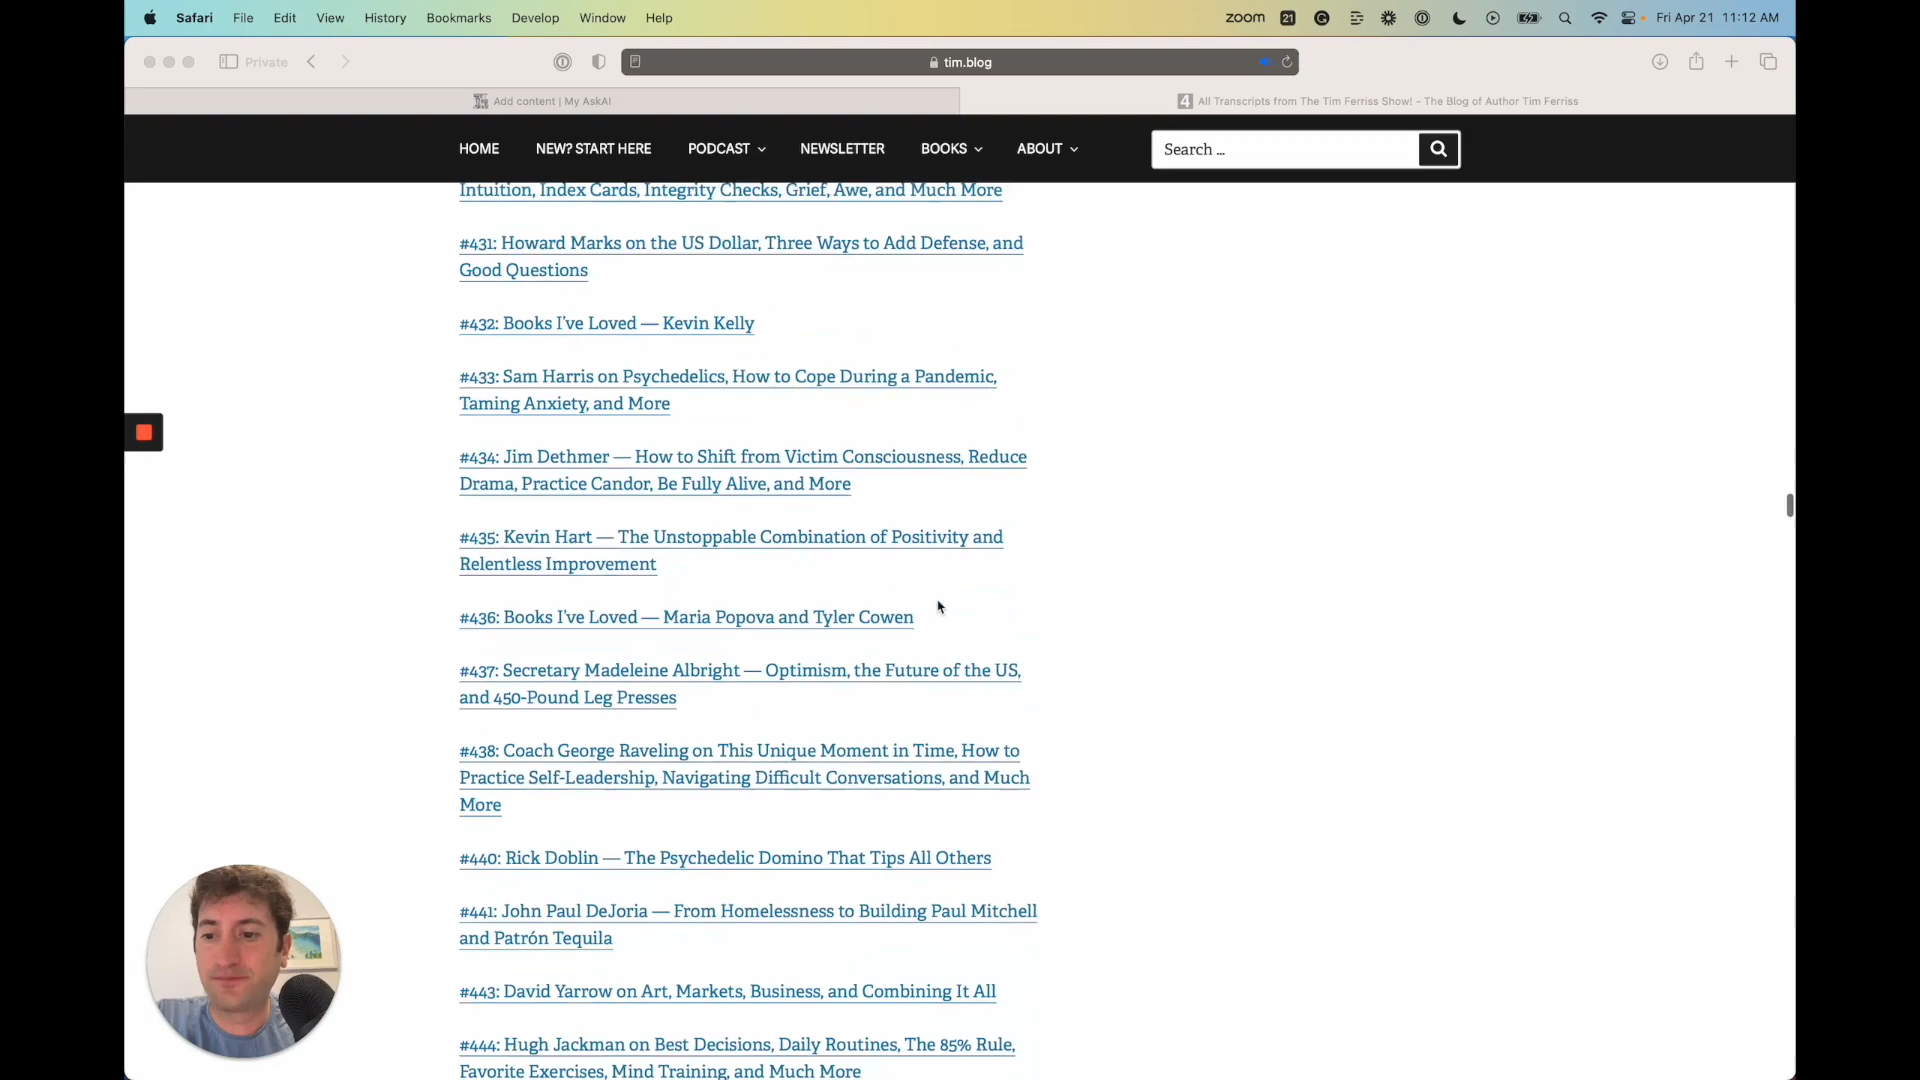 Safari File Edit View History Bookmarks Develop Window Help zoom 21 Fri Apr 21 11:12 AM
Private tim.blog
Add content | My AskAI
4 All Transcripts from The Tim Ferriss Show! - The Blog of Author Tim Ferriss
HOME NEW? START HERE PODCAST NEWSLETTER BOOKS ABOUT Search ...
Intuition, Index Cards, Integrity Checks, Grief, Awe, and Much More
#431: Howard Marks on the US Dollar, Three Ways to Add Defense, and
Good Questions
#432: Books I’ve Loved — Kevin Kelly
#433: Sam Harris on Psychedelics, How to Cope During a Pandemic,
Taming Anxiety, and More
#434: Jim Dethmer — How to Shift from Victim Consciousness, Reduce
Drama, Practice Candor, Be Fully Alive, and More
#435: Kevin Hart — The Unstoppable Combination of Positivity and
Relentless Improvement
#436: Books I’ve Loved — Maria Popova and Tyler Cowen
#437: Secretary Madeleine Albright — Optimism, the Future of the US,
and 450-Pound Leg Presses
#438: Coach George Raveling on This Unique Moment in Time, How to
Practice Self-Leadership, Navigating Difficult Conversations, and Much
More
#440: Rick Doblin — The Psychedelic Domino That Tips All Others
#441: John Paul DeJoria — From Homelessness to Building Paul Mitchell
and Patrón Tequila
#443: David Yarrow on Art, Markets, Business, and Combining It All
#444: Hugh Jackman on Best Decisions, Daily Routines, The 85% Rule,
Favorite Exercises, Mind Training, and Much More